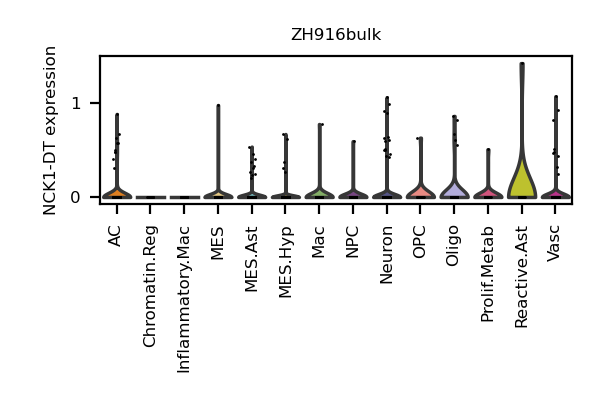 ZH916bulk
NCK1-DT expression
1
0
AC
Chromatin.Reg
Inflammatory.Mac
MES
MES.Ast
MES.Hyp
Mac
NPC
Neuron
OPC
Oligo
Prolif.Metab
Reactive.Ast
Vasc